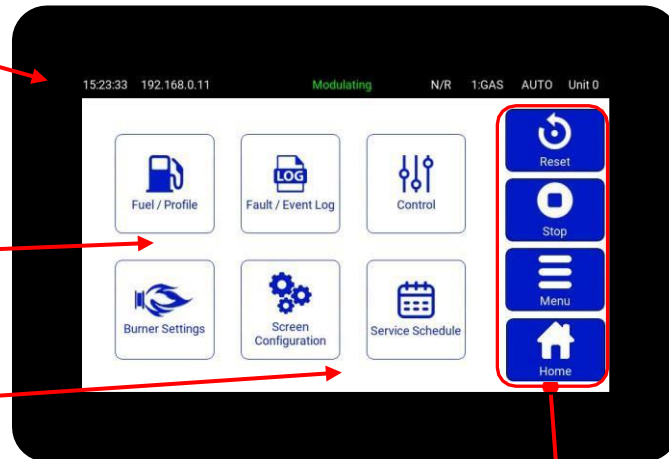 15:23:33 192.168.0.11 Modulating N/R 1:GAS AUTO Unit 0
Fuel / Profile
LOG
Fault / Event Log
Control
Burner Settings
Screen
Configuration
Service Schedule
Reset
Stop
Menu
Home